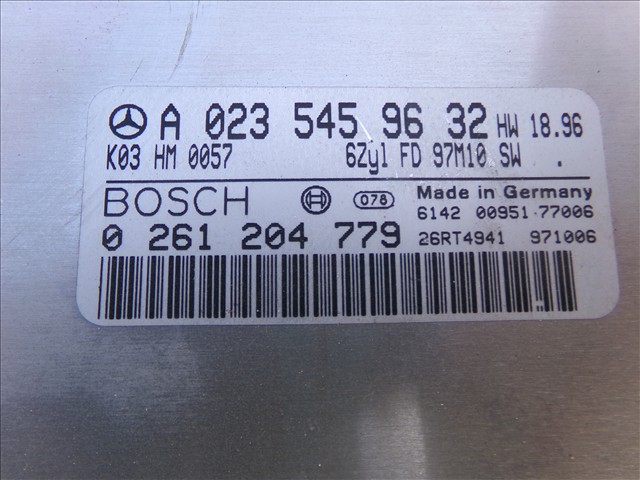 A 023 545 96 32 HW 18.96
K03 HM 0057 6Zyl FD 97M10 SW .
BOSCH 078 Made in Germany
6142 00951 77006
0 261 204 779 26RT4941 971006